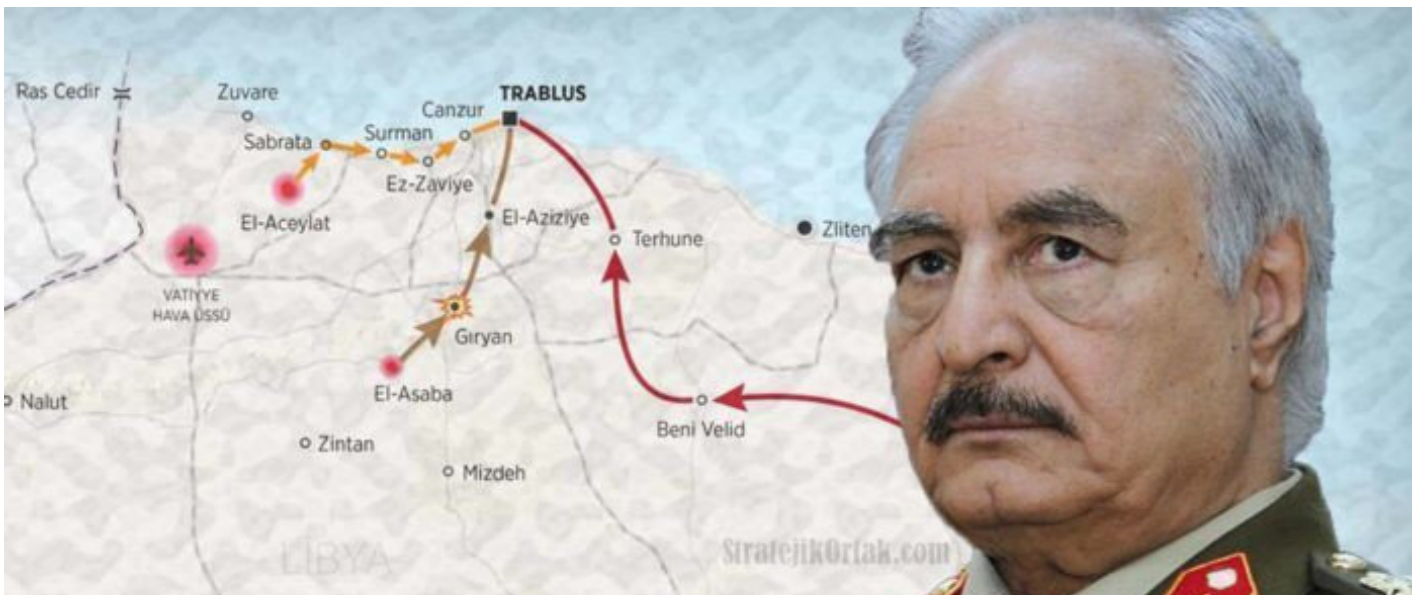 Ras Cedir
Zuvare
TRABLUS
Canzur
Sabrata
Surman
Ez-Zaviye
El-Aceylat
El-Aziziye
Terhune
Zliten
VATIYYE
HAVA ÜSSÜ
Gıryan
El-Asaba
Nalut
Beni Velid
Zintan
Mizdeh
LİBYA
StratejikOrtak.com